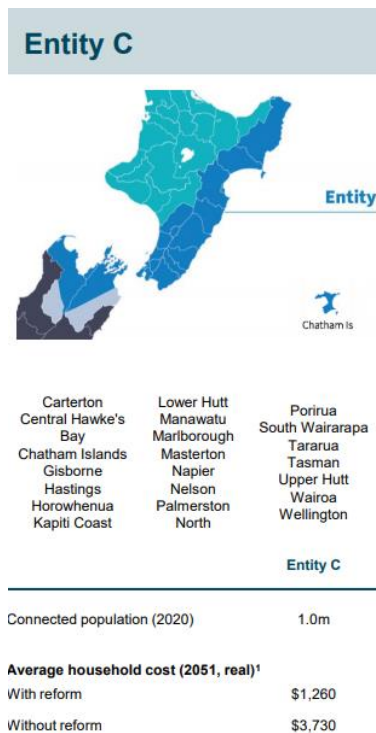 Entity C
Entity
Chatham Is
Carterton
Central Hawke's
Bay
Chatham Islands
Gisborne
Hastings
Horowhenua
Kapiti Coast
Lower Hutt
Manawatu
Marlborough
Masterton
Napier
Nelson
Palmerston
North
Porirua
South Wairarapa
Tararua
Tasman
Upper Hutt
Wairoa
Wellington
Entity C
Connected population (2020) 1.0m
Average household cost (2051, real)¹
With reform $1,260
Without reform $3,730